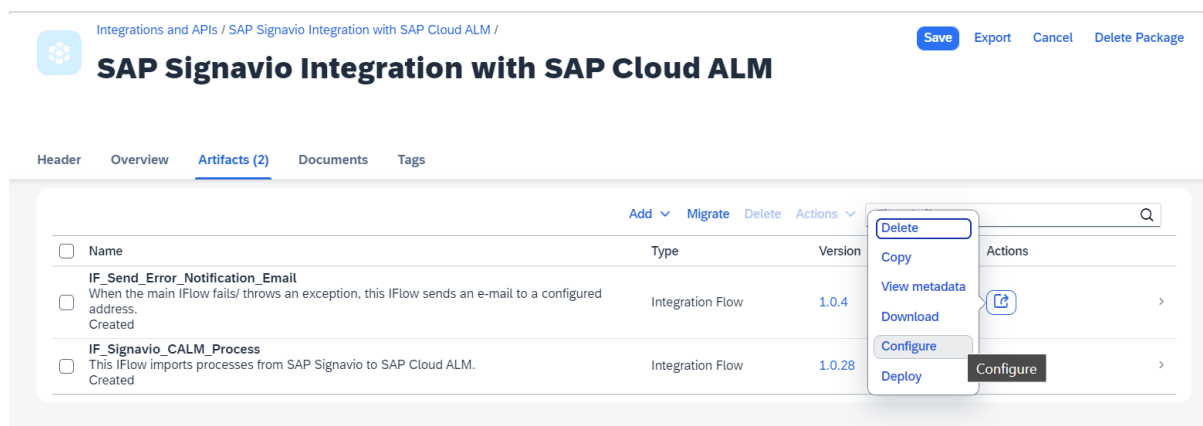 Integrations and APIs / SAP Signavio Integration with SAP Cloud ALM /
Save Export Cancel Delete Package
SAP Signavio Integration with SAP Cloud ALM
Header Overview Artifacts (2) Documents Tags
Add Migrate Delete Actions
Name Type Version Actions
IF_Send_Error_Notification_Email
When the main IFlow fails/ throws an exception, this IFlow sends an e-mail to a configured
address.
Created
Integration Flow 1.0.4
IF_Signavio_CALM_Process
This IFlow imports processes from SAP Signavio to SAP Cloud ALM.
Created
Integration Flow 1.0.28
Delete
Copy
View metadata
Download
Configure
Deploy
Configure